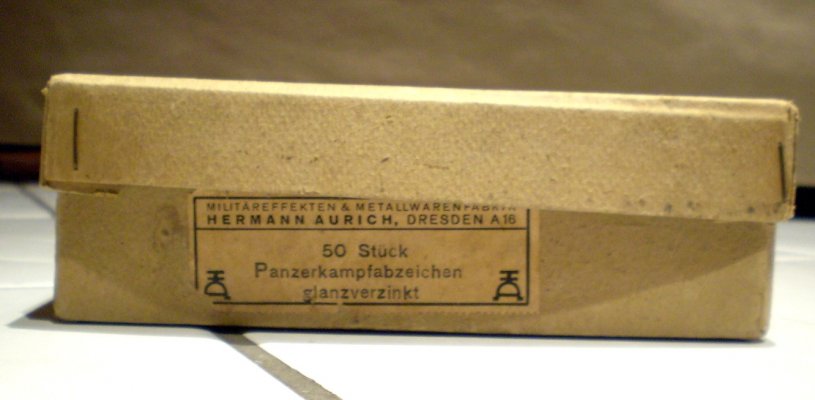 MILITÄREFFEKTEN & METALLWARENFABRIK
HERMANN AURICH, DRESDEN A16
50 Stück
Panzerkampfabzeichen
glanzverzinkt